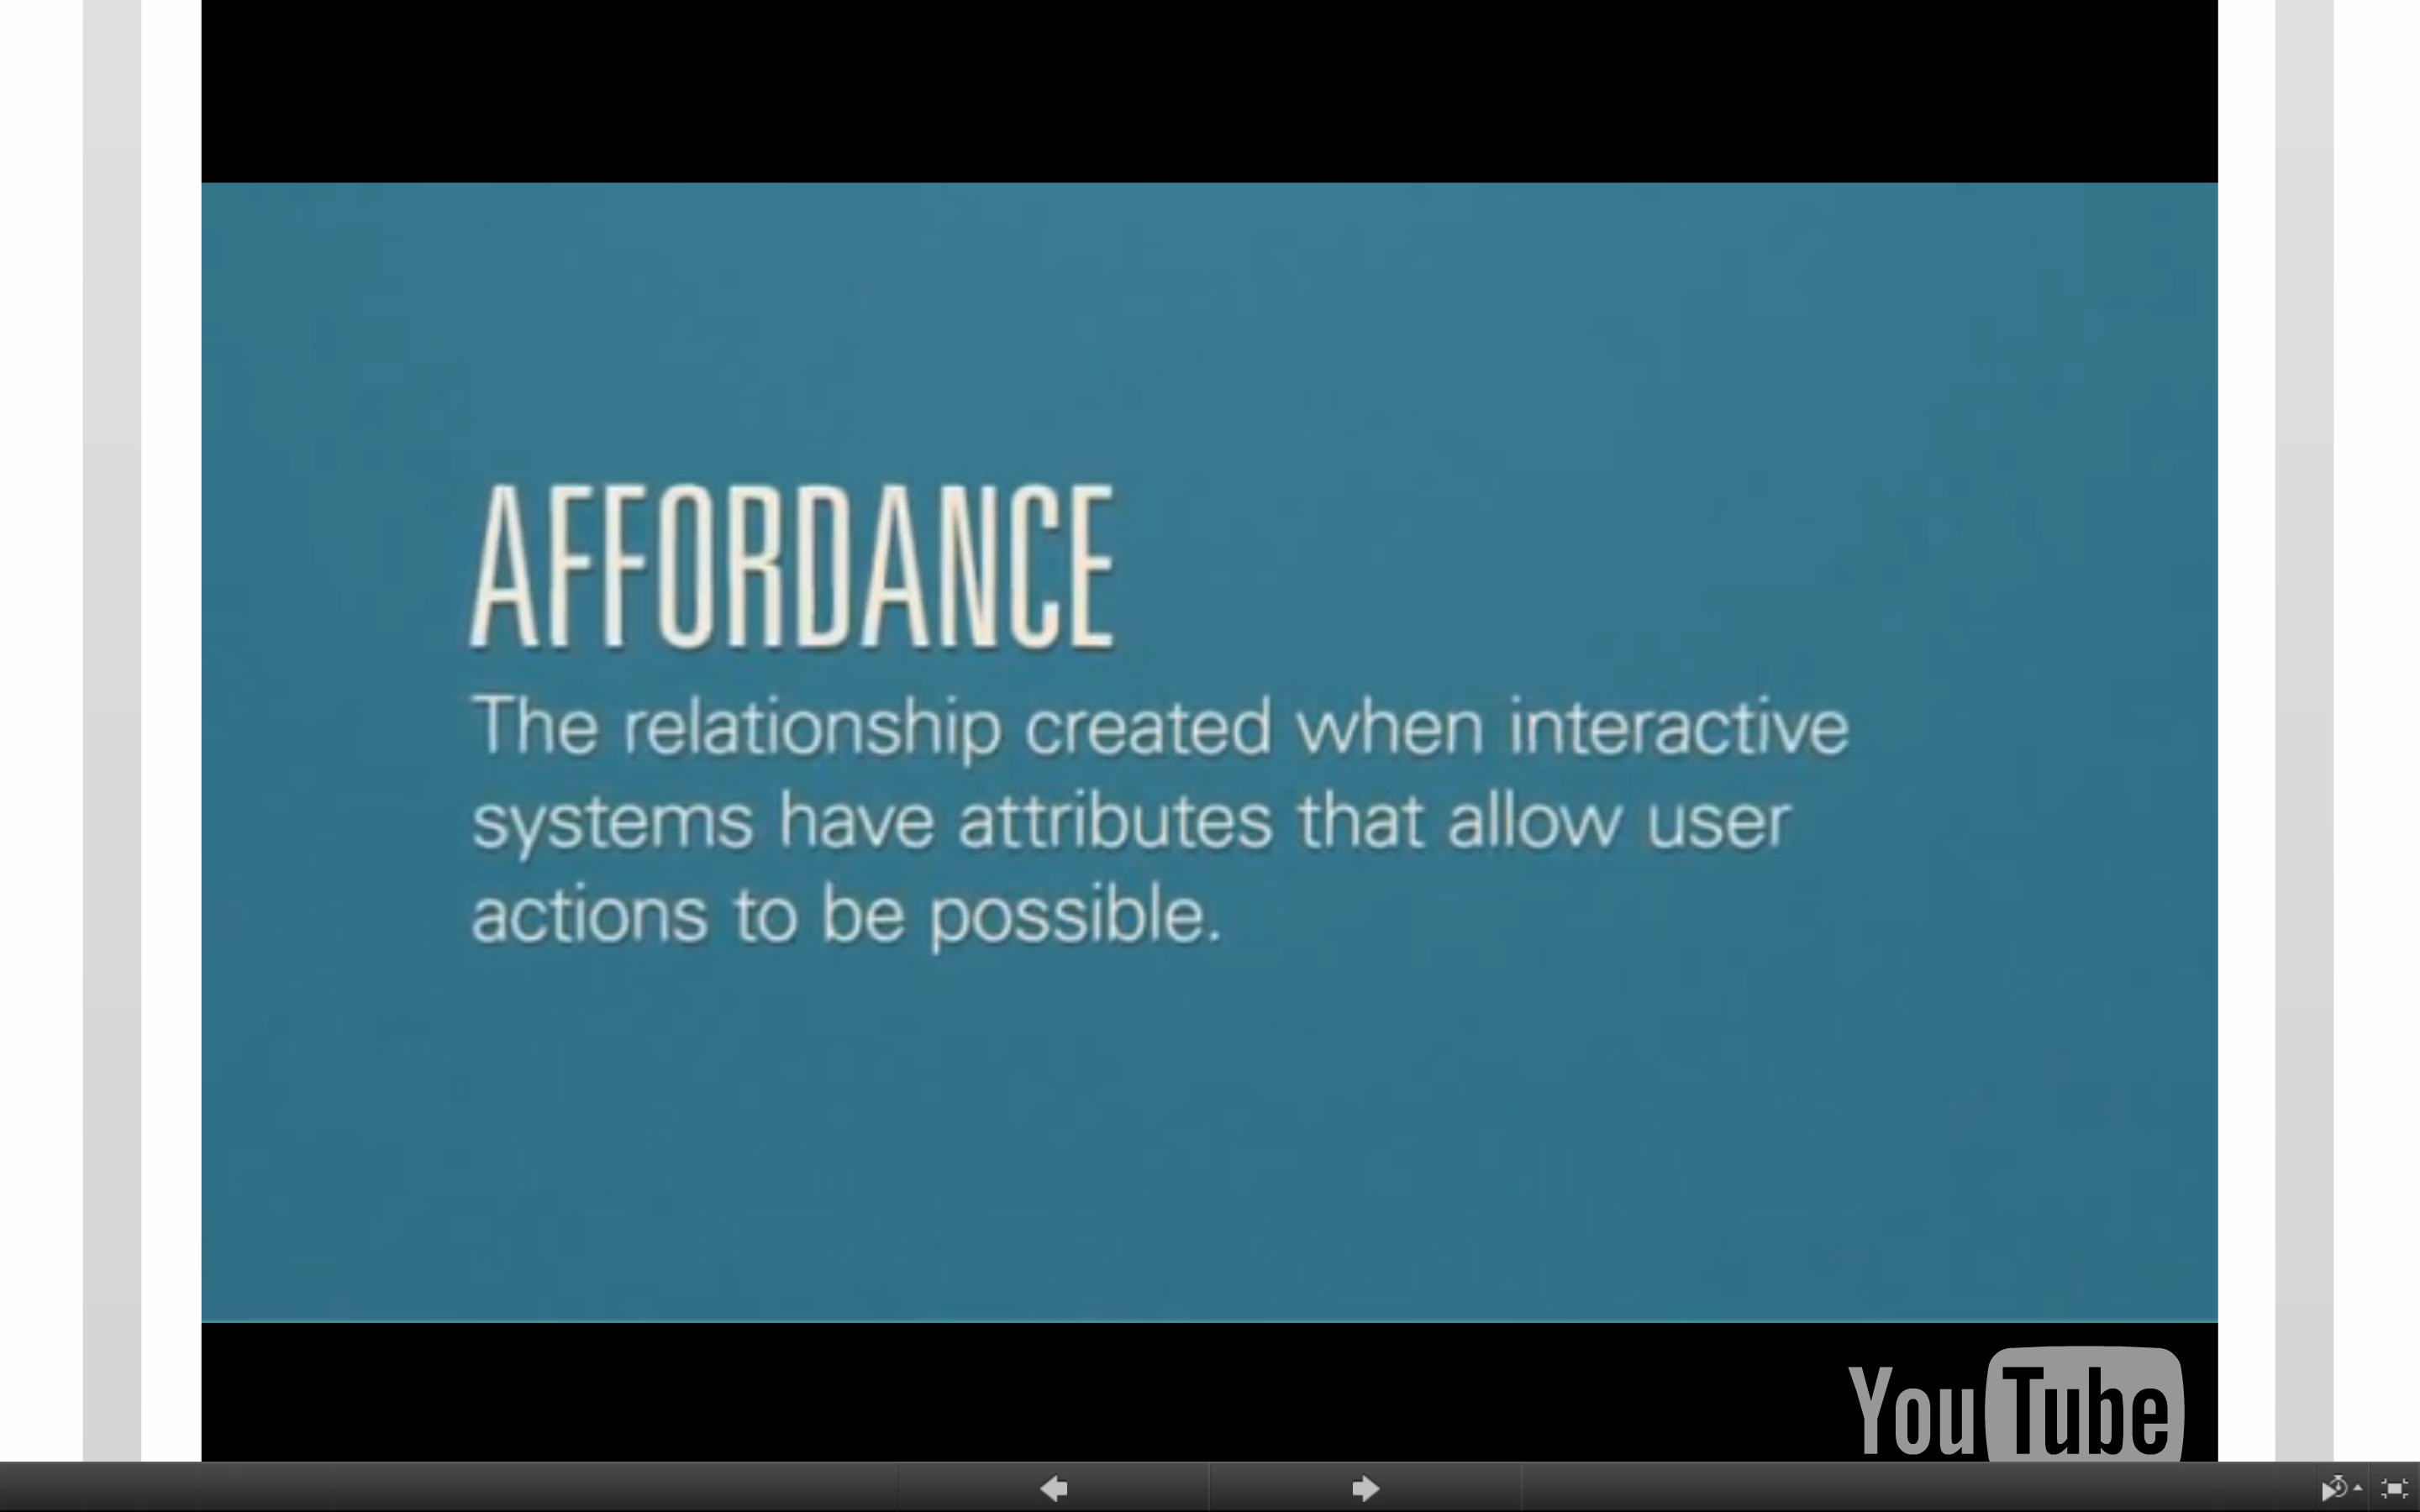 AFFORDANCE
The relationship created when interactive
systems have attributes that allow user
actions to be possible.
YouTube